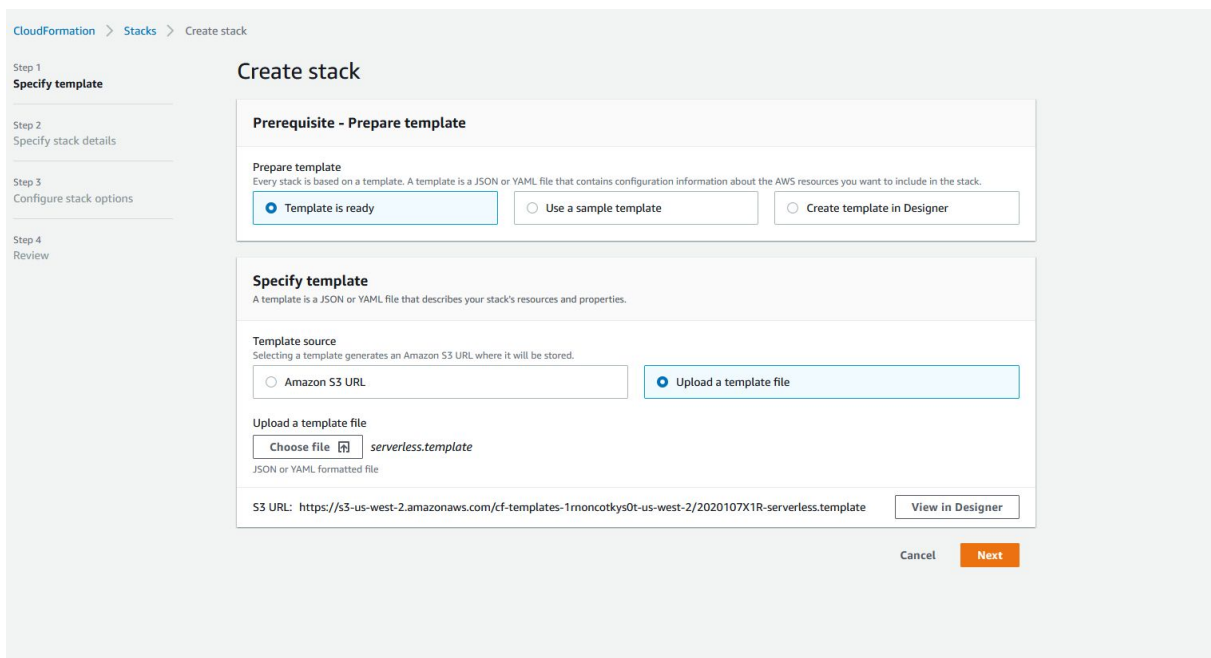 CloudFormation > Stacks > Create stack
Step 1
Specify template
Step 2
Specify stack details
Step 3
Configure stack options
Step 4
Review
Create stack
Prerequisite - Prepare template
Prepare template
Every stack is based on a template. A template is a JSON or YAML file that contains configuration information about the AWS resources you want to include in the stack.
Template is ready
Use a sample template
Create template in Designer
Specify template
A template is a JSON or YAML file that describes your stack's resources and properties.
Template source
Selecting a template generates an Amazon S3 URL where it will be stored.
Amazon S3 URL
Upload a template file
Upload a template file
Choose file serverless.template
JSON or YAML formatted file
S3 URL: https://s3-us-west-2.amazonaws.com/cf-templates-1rnoncotkys0t-us-west-2/2020107X1R-serverless.template
View in Designer
Cancel
Next